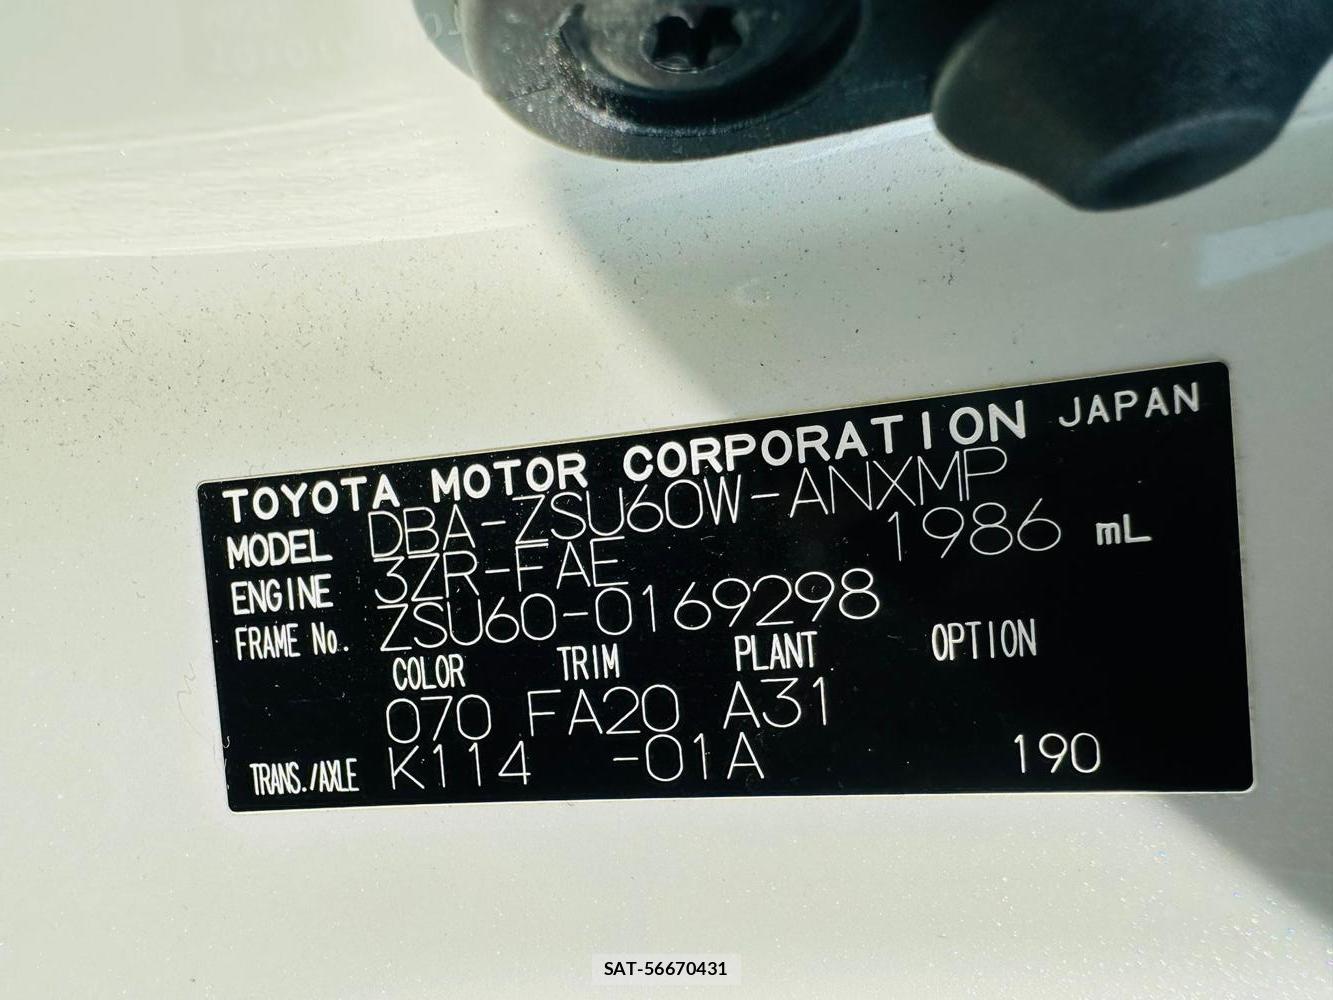 TOYOTA MOTOR CORPORATION JAPAN
MODEL DBA-ZSU60W-ANXMP
ENGINE 3ZR-FAE 1986 mL
FRAME No. ZSU60-0169298
COLOR TRIM PLANT OPTION
070 FA20 A31
TRANS./AXLE K114 -01A 190
SAT-56670431